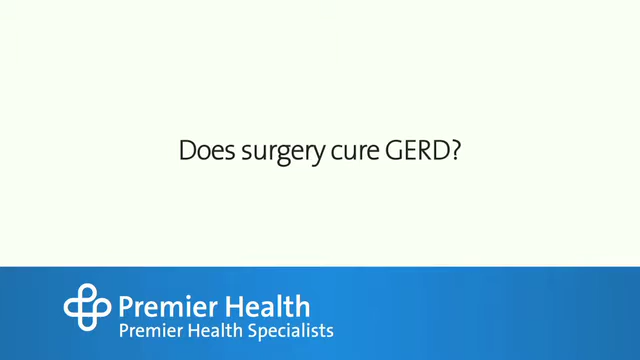 Does surgery cure GERD?
Premier Health
Premier Health Specialists